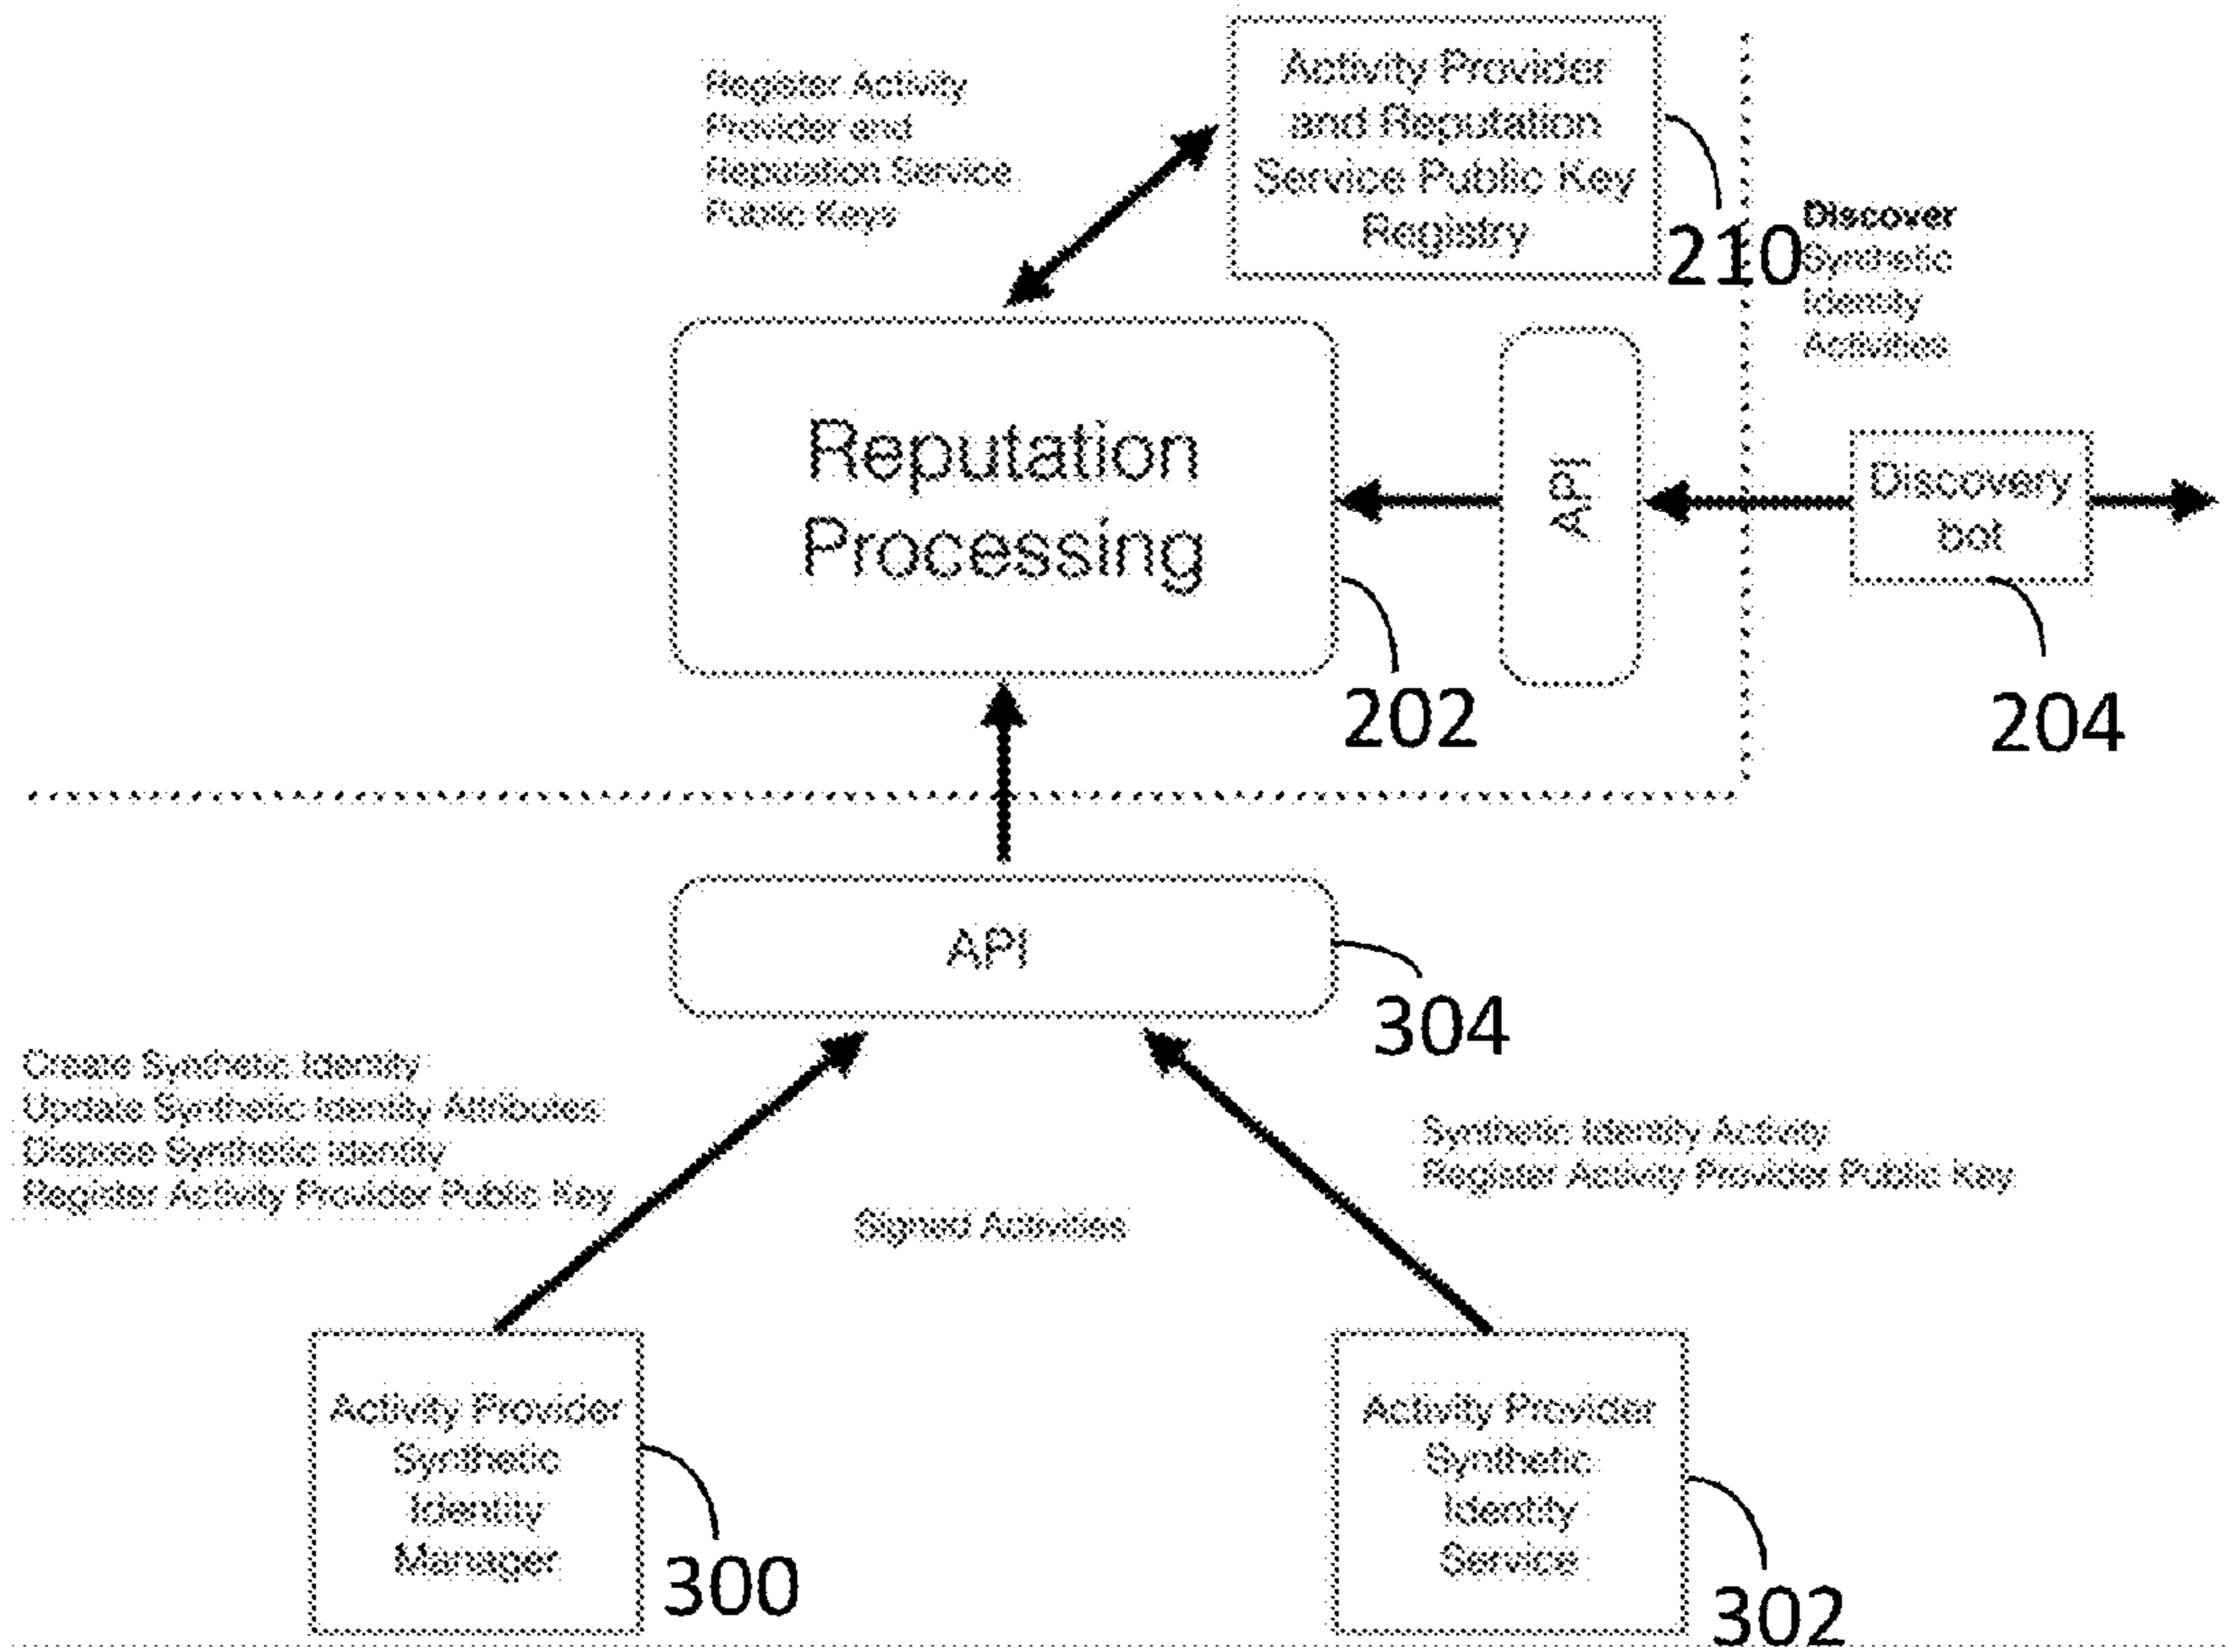 Register Activity
Provider and
Reputation Service
Public Keys
Activity Provider
and Reputation
Service Public Key
Registry
210
Discover
Synthetic
Identity
Activities
Reputation
Processing
202
API
Discovery
bot
204
API
304
Create Synthetic Identity
Update Synthetic Identity Attributes
Dispose Synthetic Identity
Register Activity Provider Public Key
Signed Activities
Synthetic Identity Activity
Register Activity Provider Public Key
Activity Provider
Synthetic
Identity
Manager
300
Activity Provider
Synthetic
Identity
Service
302